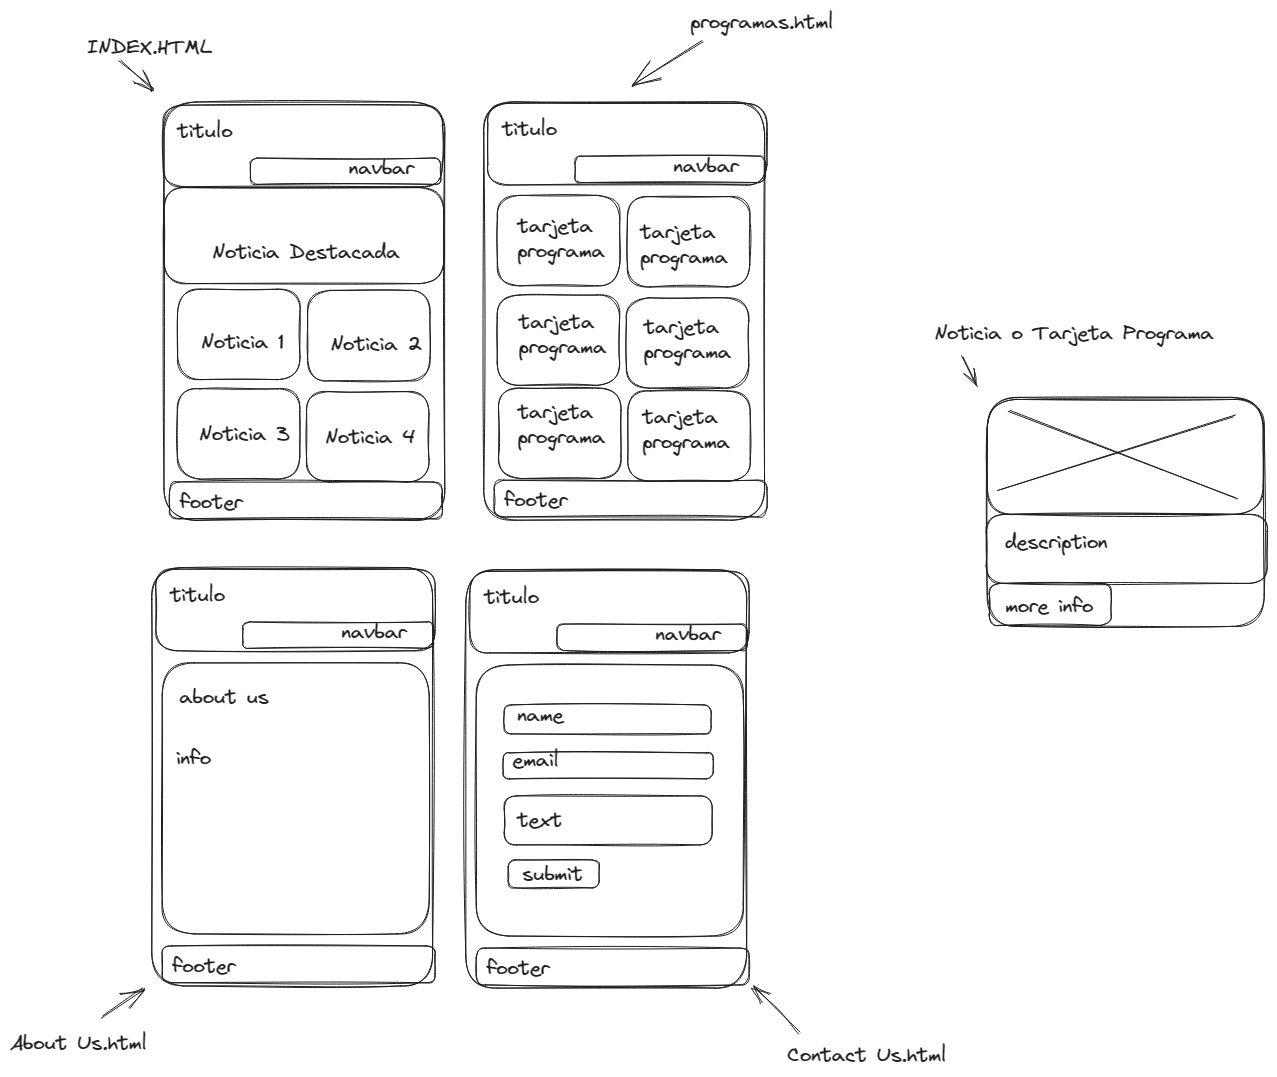 INDEX.HTML
programas.html
titulo
navbar
Noticia Destacada
Noticia 1
Noticia 2
Noticia 3
Noticia 4
footer
titulo
navbar
tarjeta
programa
tarjeta
programa
tarjeta
programa
tarjeta
programa
tarjeta
programa
tarjeta
programa
footer
Noticia o Tarjeta Programa
description
more info
titulo
navbar
about us
info
footer
About Us.html
titulo
navbar
name
email
text
submit
footer
Contact Us.html